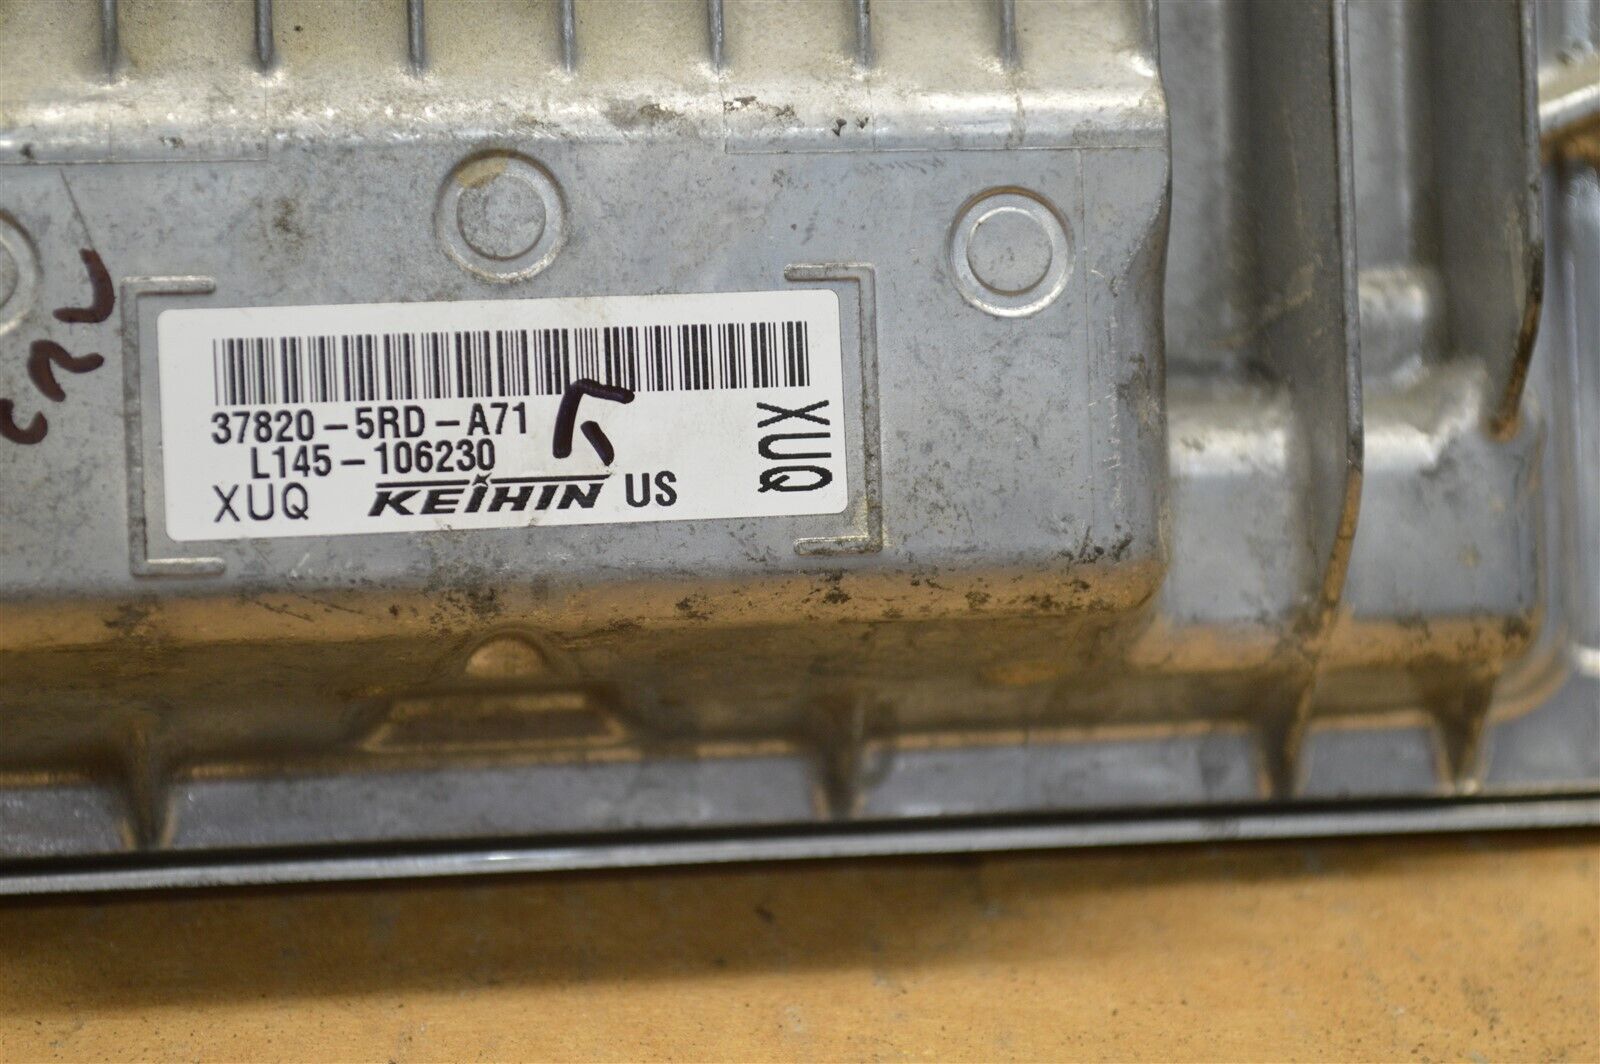 37820-5RD-A71
L145-106230
XUQ KEIHIN US
XUQ